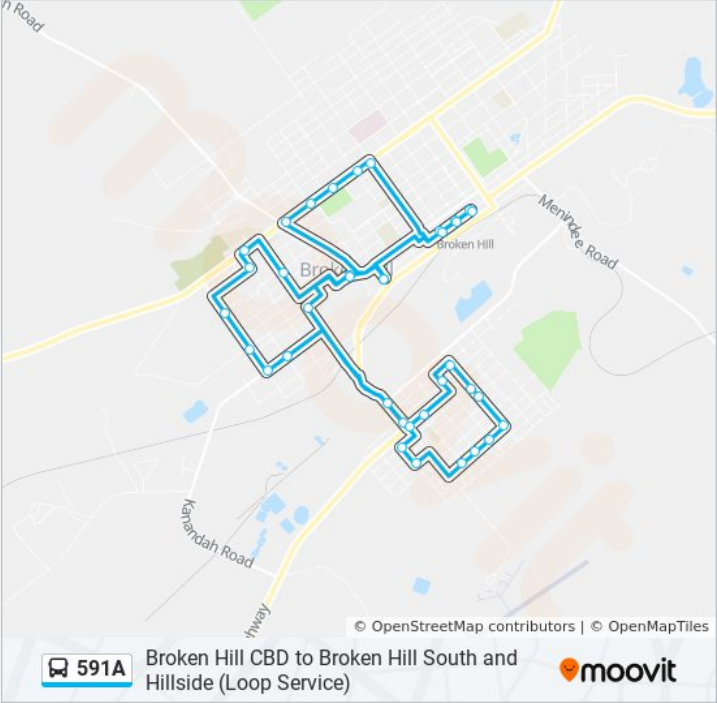 n Road
Menindee Road
Broken Hill
Kanandah Road
hway
© OpenStreetMap contributors | © OpenMapTiles
591A
Broken Hill CBD to Broken Hill South and
Hillside (Loop Service)
moovit